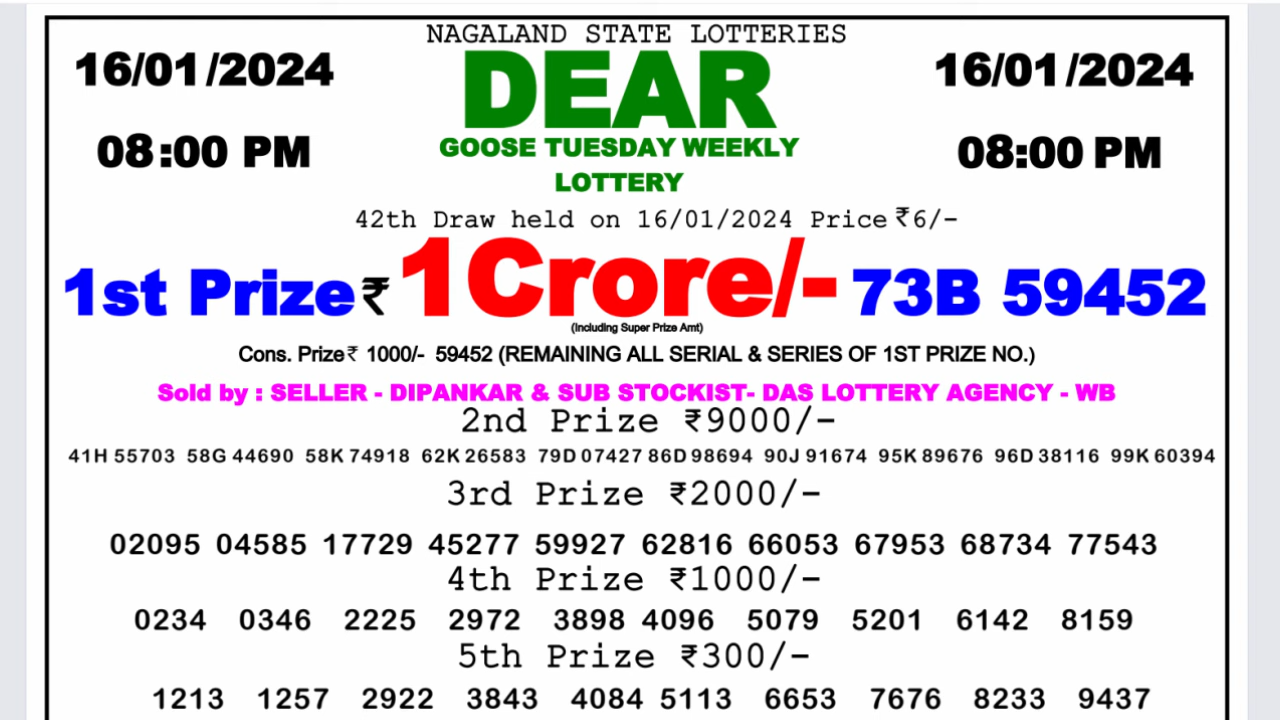 NAGALAND STATE LOTTERIES
16/01/2024 DEAR 16/01/2024
08:00 PM GOOSE TUESDAY WEEKLY 08:00 PM
LOTTERY
42th Draw held on 16/01/2024 Price ₹6/-
1st Prize ₹ 1Crore/- 73B 59452
(Including Super Prize Amt)
Cons. Prize ₹ 1000/- 59452 (REMAINING ALL SERIAL & SERIES OF 1ST PRIZE NO.)
Sold by : SELLER - DIPANKAR & SUB STOCKIST- DAS LOTTERY AGENCY - WB
2nd Prize ₹9000/-
41H 55703 58G 44690 58K 74918 62K 26583 79D 07427 86D 98694 90J 91674 95K 89676 96D 38116 99K 60394
3rd Prize ₹2000/-
02095 04585 17729 45277 59927 62816 66053 67953 68734 77543
4th Prize ₹1000/-
0234 0346 2225 2972 3898 4096 5079 5201 6142 8159
5th Prize ₹300/-
1213 1257 2922 3843 4084 5113 6653 7676 8233 9437